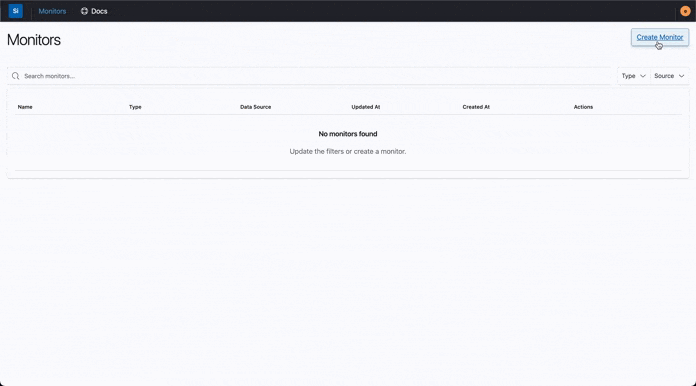 Si Monitors Docs e
Monitors
Create Monitor
Search monitors...
Type Source
Name Type Data Source Updated At Created At Actions
No monitors found
Update the filters or create a monitor.